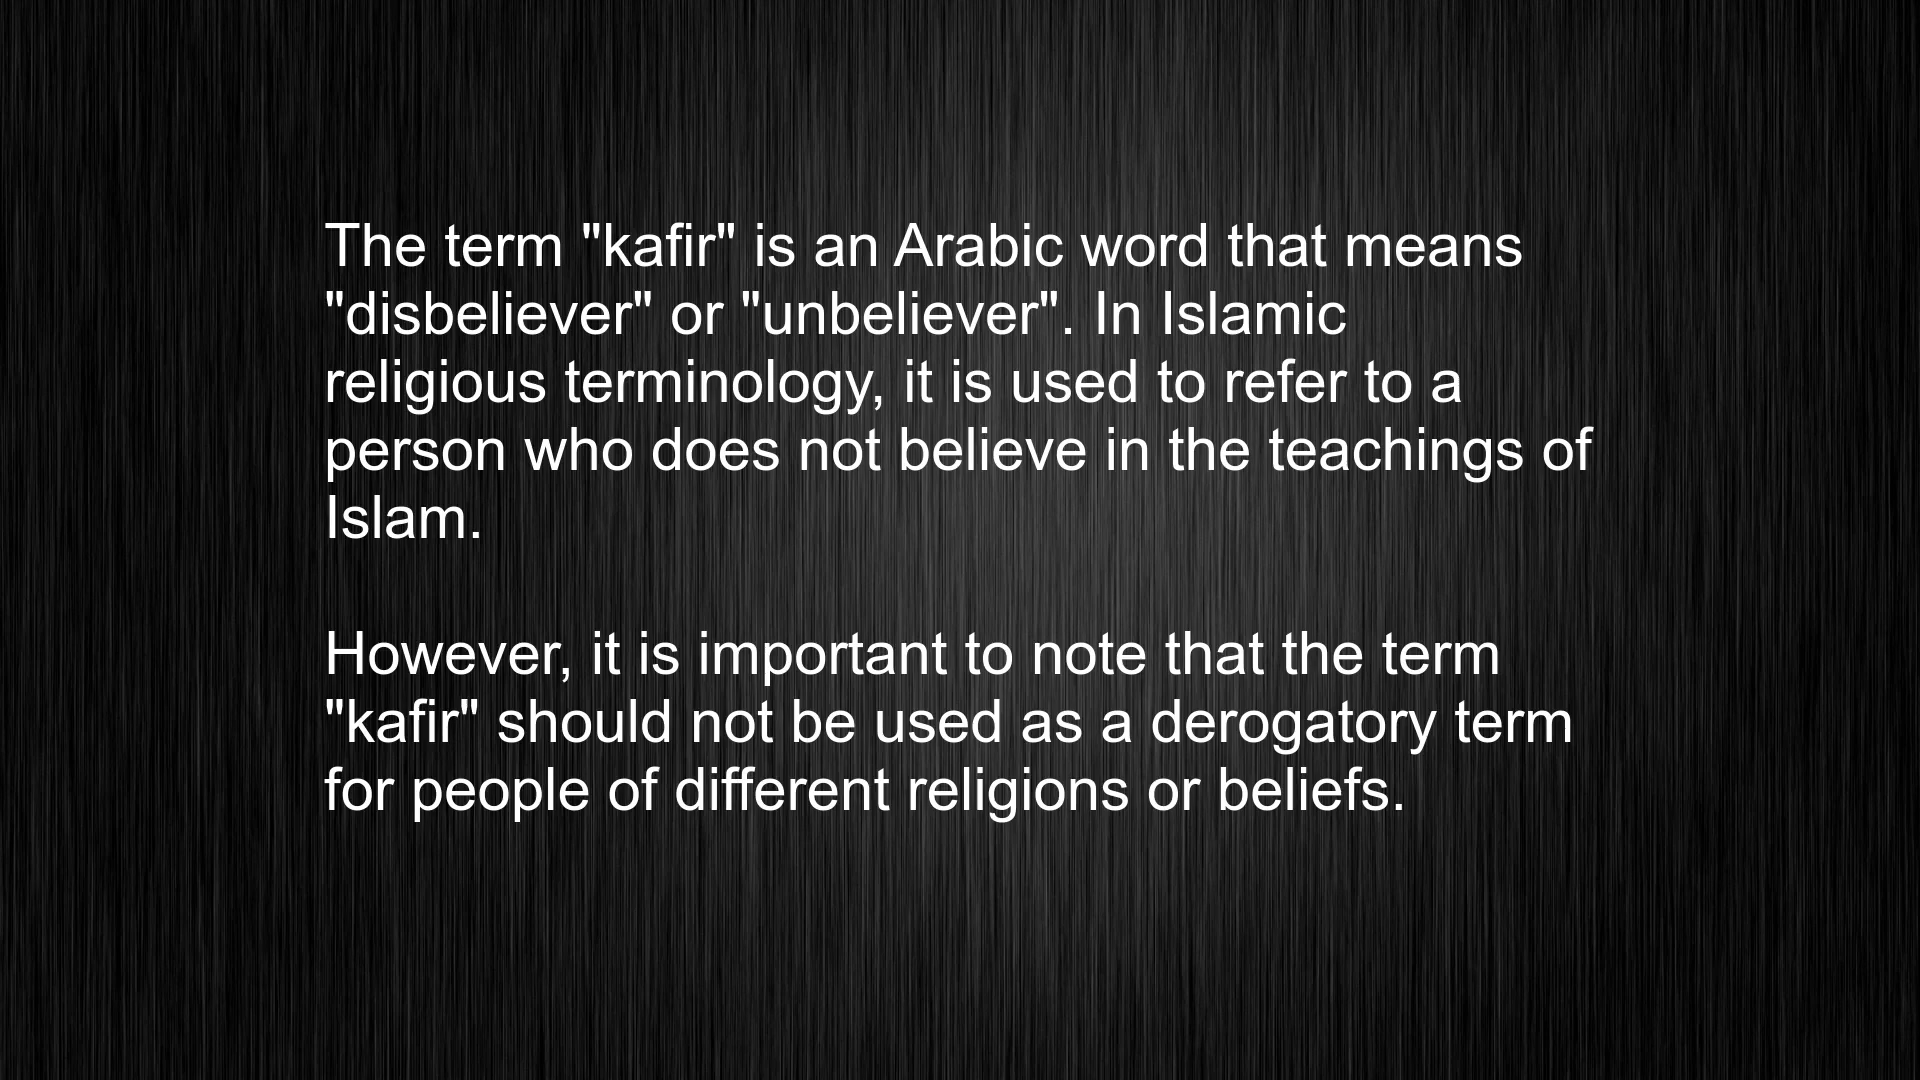 The term "kafir" is an Arabic word that means
"disbeliever" or "unbeliever". In Islamic
religious terminology, it is used to refer to a
person who does not believe in the teachings of
Islam.
However, it is important to note that the term
"kafir" should not be used as a derogatory term
for people of different religions or beliefs.